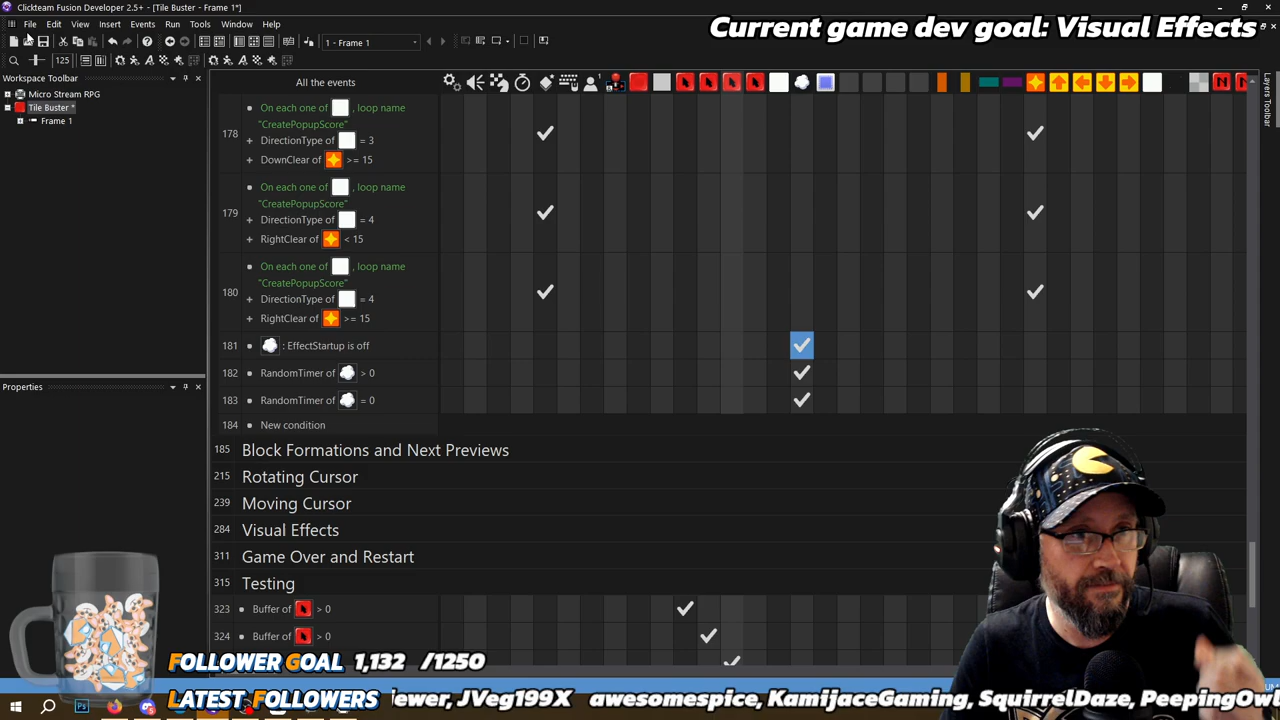 Clickteam Fusion Developer 2.5+ - [Tile Buster - Frame 1*]
Current game dev goal: Visual Effects
File Edit View Insert Events Run Tools Window Help
1 - Frame 1
125
Workspace Toolbar
Micro Stream RPG
Tile Buster *
Frame 1
Properties
Layers Toolbar
All the events
On each one of , loop name
"CreatePopupScore"
178
+ DirectionType of = 3
+ DownClear of >= 15
On each one of , loop name
"CreatePopupScore"
179
+ DirectionType of = 4
+ RightClear of < 15
On each one of , loop name
"CreatePopupScore"
180
+ DirectionType of = 4
+ RightClear of >= 15
181 : EffectStartup is off
182 RandomTimer of > 0
183 RandomTimer of = 0
184 New condition
185 Block Formations and Next Previews
215 Rotating Cursor
239 Moving Cursor
284 Visual Effects
311 Game Over and Restart
315 Testing
323 Buffer of > 0
324 Buffer of > 0
FOLLOWER GOAL 1,132 /1250
LATEST FOLLOWERS lewer, JVeg199X awesomespice, KamijaceGaming, SquirrelDaze, PeepingOw